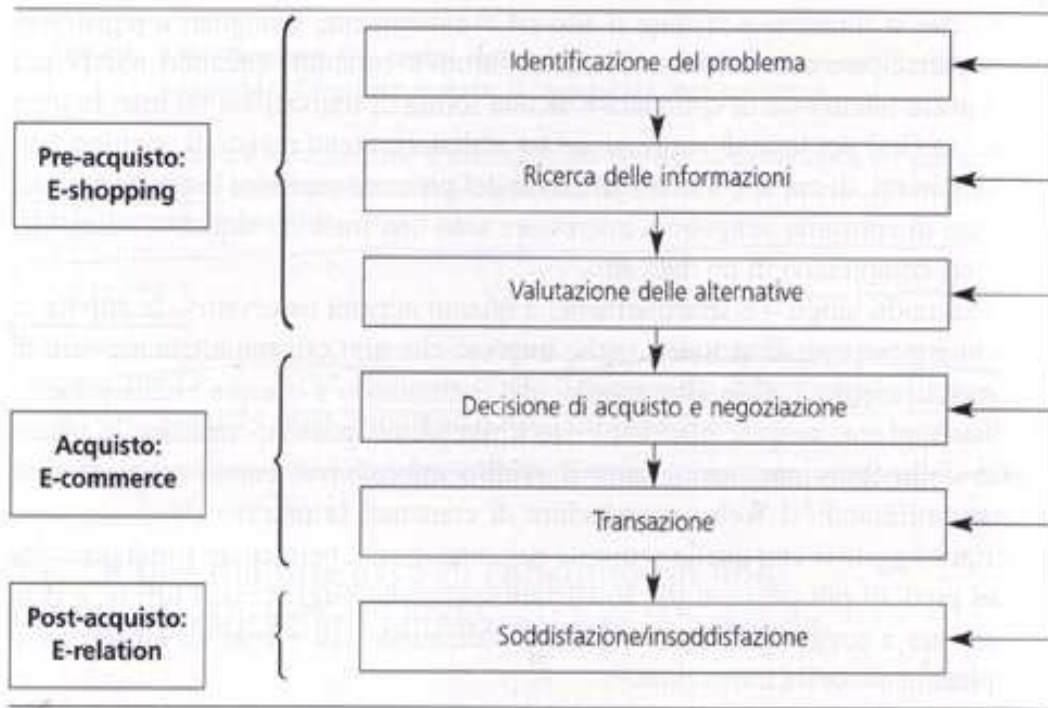 Identificazione del problema
Pre-acquisto:
E-shopping
Ricerca delle informazioni
Valutazione delle alternative
Decisione di acquisto e negoziazione
Acquisto:
E-commerce
Transazione
Post-acquisto:
E-relation
Soddisfazione/insoddisfazione